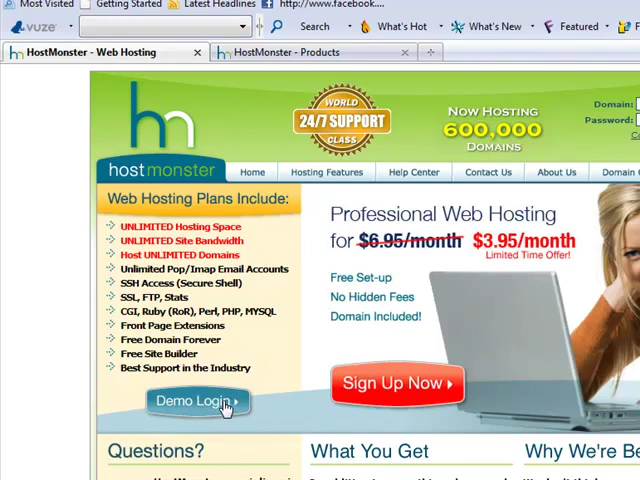 Most Visited Getting Started Latest Headlines http://www.facebook....
vuze Search What's Hot What's New Featured
HostMonster - Web Hosting HostMonster - Products
hn
WORLD
24/7 SUPPORT
CLASS
NOW HOSTING
600,000
DOMAINS
Domain:
Password:
hostmonster
Home Hosting Features Help Center Contact Us About Us Domain
Web Hosting Plans Include:
UNLIMITED Hosting Space
UNLIMITED Site Bandwidth
Host UNLIMITED Domains
Unlimited Pop/Imap Email Accounts
SSH Access (Secure Shell)
SSL, FTP, Stats
CGI, Ruby (RoR), Perl, PHP, MYSQL
Front Page Extensions
Free Domain Forever
Free Site Builder
Best Support in the Industry
Demo Login
Professional Web Hosting
for $6.95/month $3.95/month
Limited Time Offer!
Free Set-up
No Hidden Fees
Domain Included!
Sign Up Now
Questions? What You Get Why We're Be